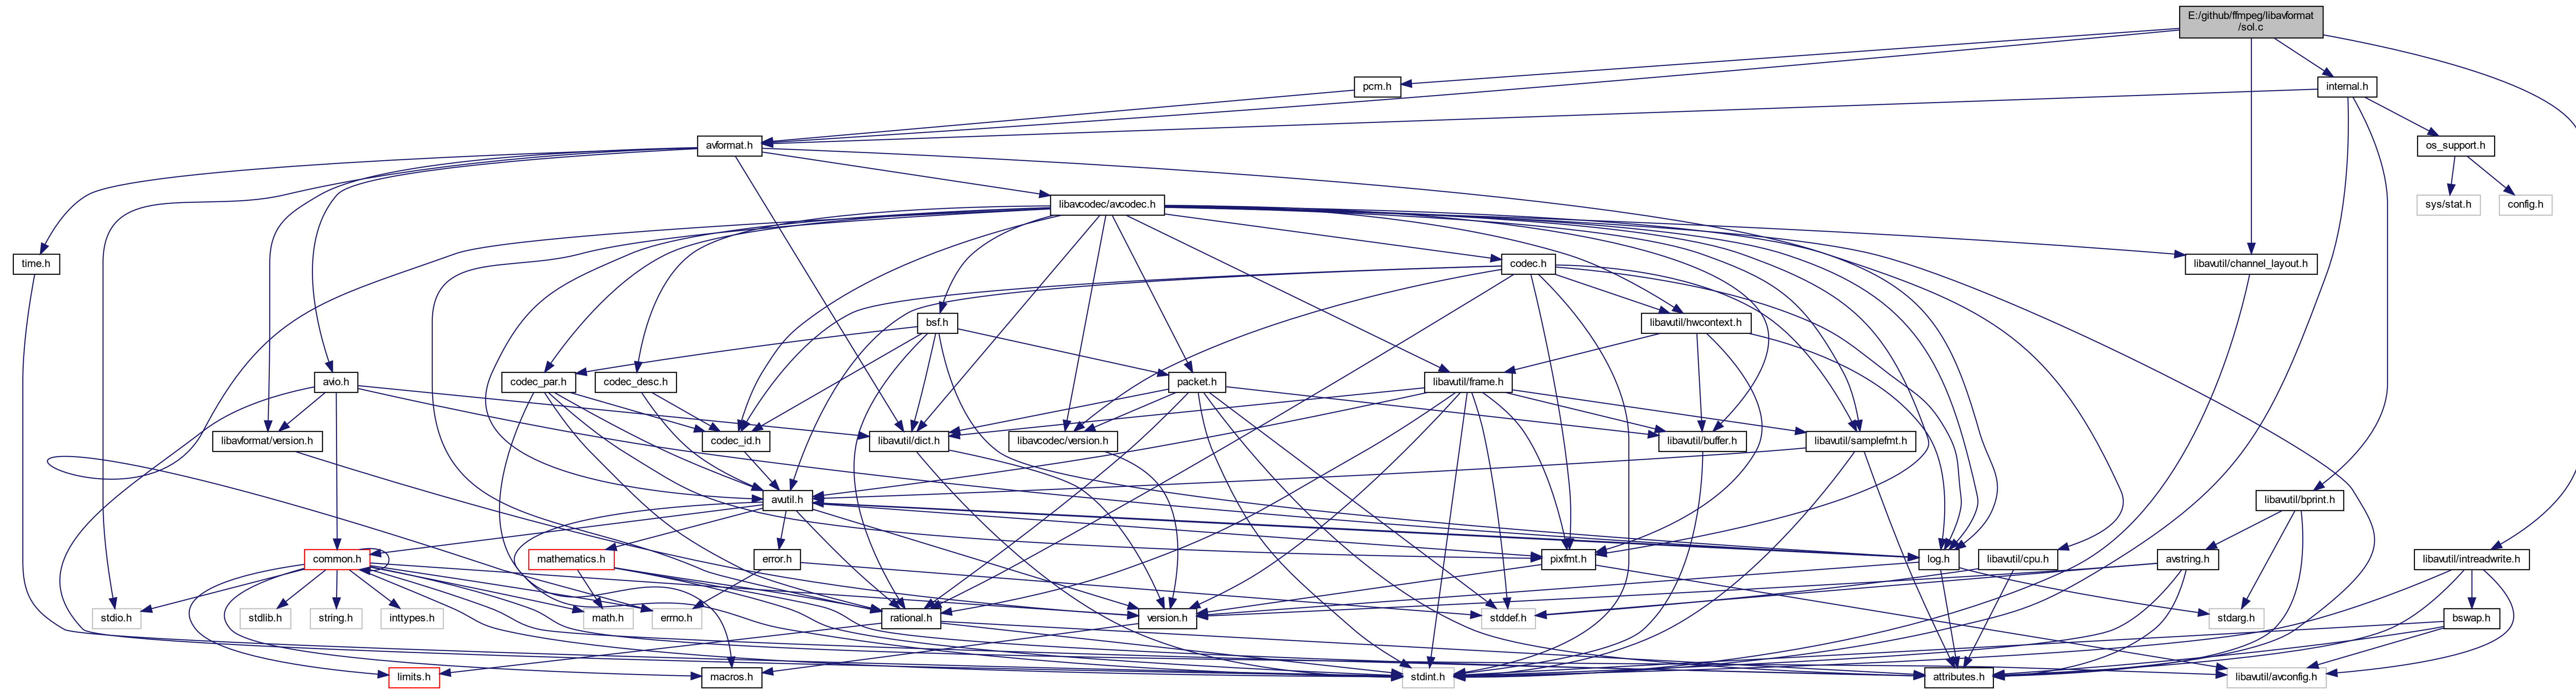 E:/github/ffmpeg/libavformat
/sol.c
pcm.h
internal.h
avformat.h
os_support.h
libavcodec/avcodec.h
sys/stat.h
config.h
time.h
codec.h
libavutil/channel_layout.h
bsf.h
libavutil/hwcontext.h
avio.h
codec_par.h
codec_desc.h
packet.h
libavutil/frame.h
libavformat/version.h
codec_id.h
libavutil/dict.h
libavcodec/version.h
libavutil/buffer.h
libavutil/samplefmt.h
avutil.h
libavutil/bprint.h
common.h
mathematics.h
error.h
pixfmt.h
log.h
libavutil/cpu.h
avstring.h
libavutil/intreadwrite.h
stdio.h
stdlib.h
string.h
inttypes.h
math.h
errno.h
rational.h
version.h
stddef.h
stdarg.h
bswap.h
limits.h
macros.h
stdint.h
attributes.h
libavutil/avconfig.h